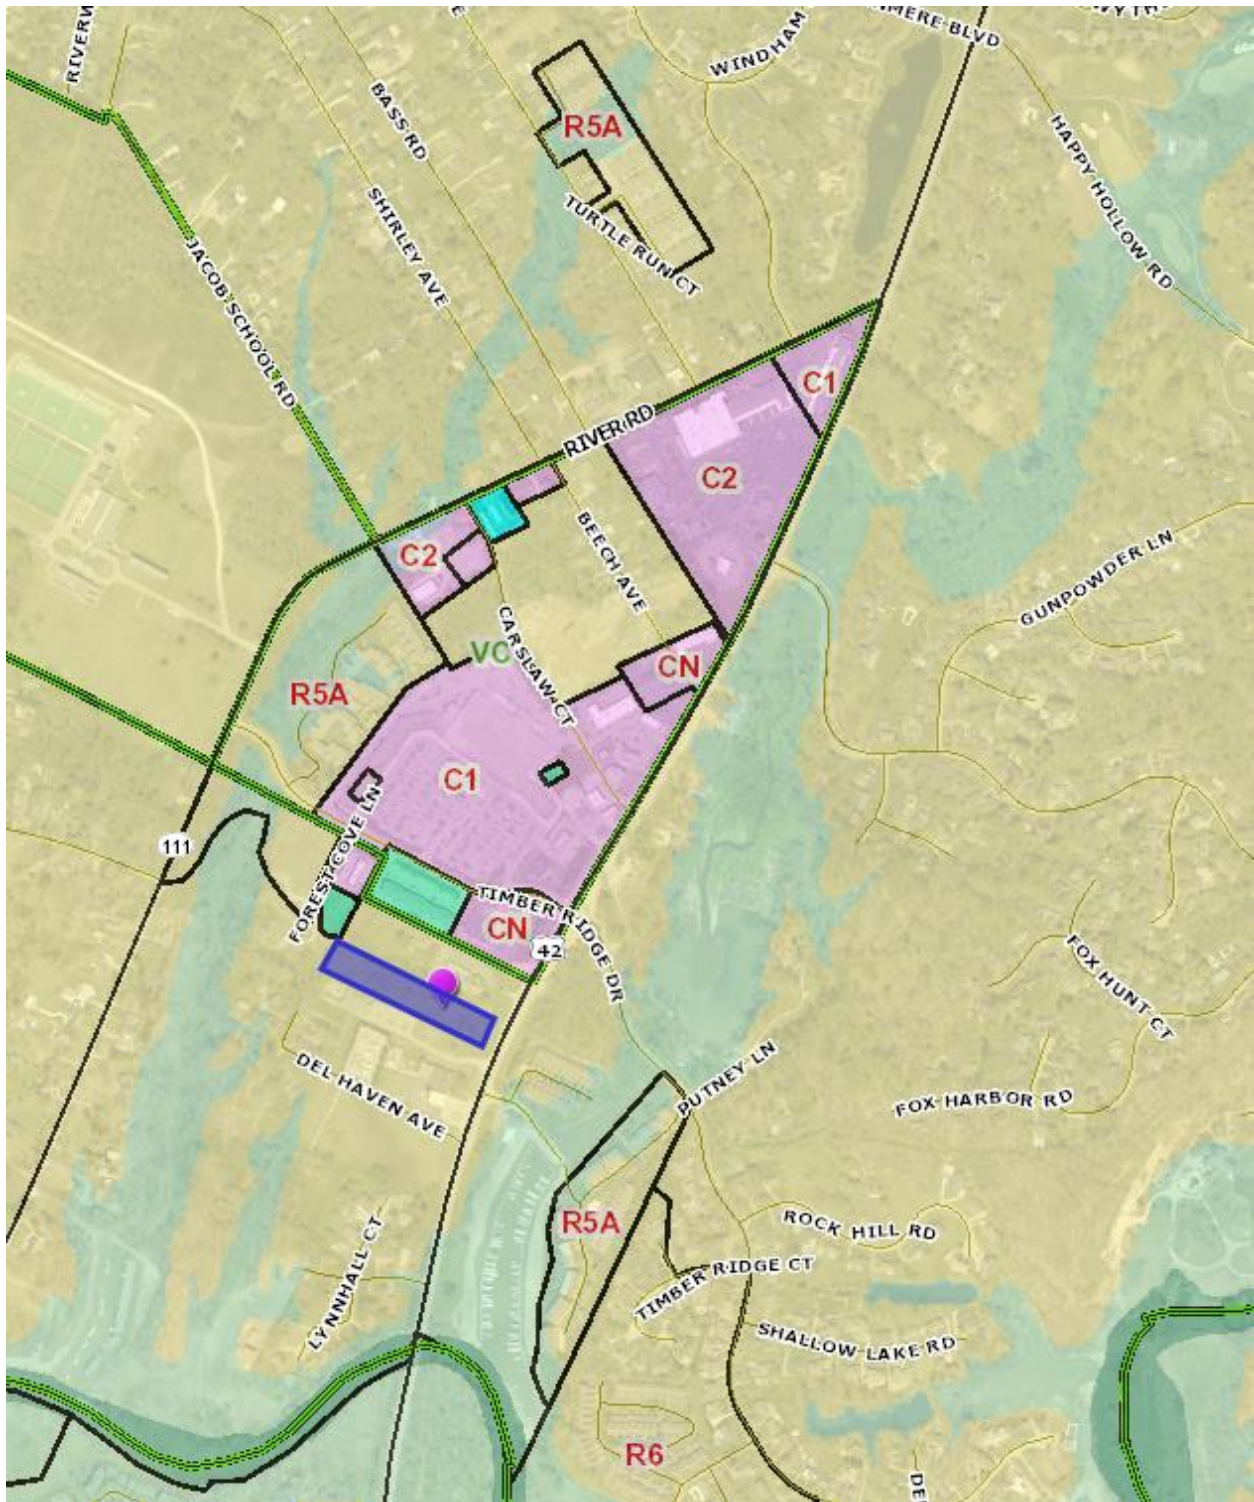 RIVERW
BASS RD
WINDHAM
MERE BLVD
HAPPY HOLLOW RD
R5A
TURTLE RUN CT
SHIRLEY AVE
JACOB SCHOOL RD
C1
RIVER RD
C2
BEECH AVE
C2
GUNPOWDER LN
CARSLAW CT
VC
CN
R5A
C1
111
FOREST COVE LN
TIMBER RIDGE DR
CN
42
FOX HUNT CT
DEL HAVEN AVE
PUTNEY LN
FOX HARBOR RD
R5A
ROCK HILL RD
LYNNHALL CT
TIMBER RIDGE CT
SHALLOW LAKE RD
R6
DE